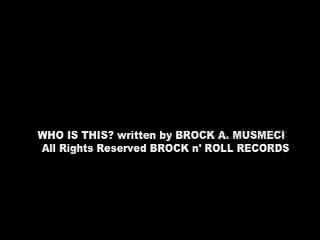 WHO IS THIS? written by BROCK A. MUSMECI
All Rights Reserved BROCK n' ROLL RECORDS